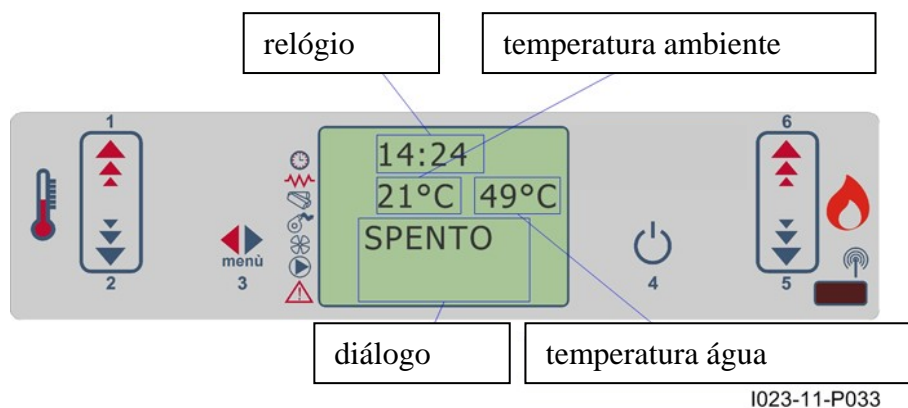 relógio
temperatura ambiente
1
6
14:24
21°C 49°C
SPENTO
menù
3
4
2
5
diálogo
temperatura água
I023-11-P033